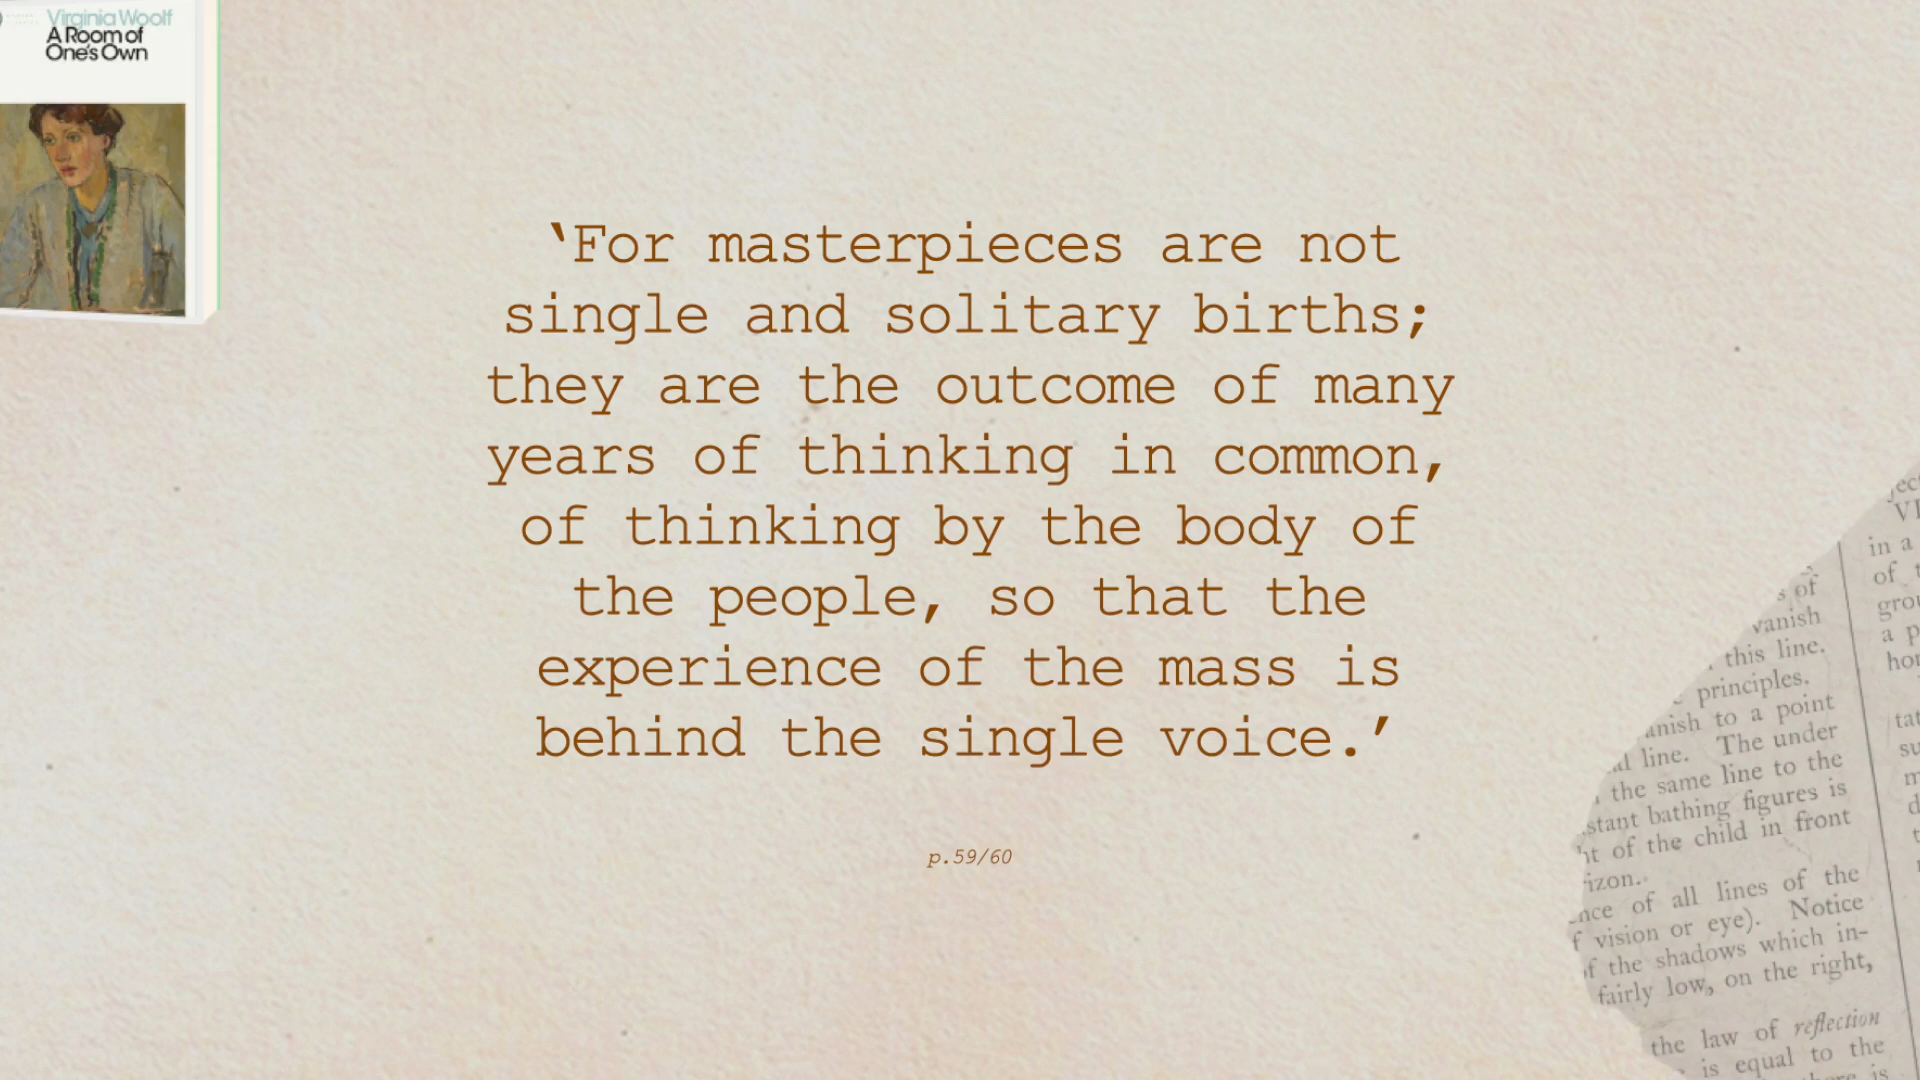 Virginia Woolf
A Room of
One's Own
‘For masterpieces are not
single and solitary births;
they are the outcome of many
years of thinking in common,
of thinking by the body of
the people, so that the
experience of the mass is
behind the single voice.’
p.59/60
s of
vanish
this line.
principles.
to a point
line. The under
the same line to the
bathing figures is
of the child in front
of all lines of the
vision or eye). Notice
the shadows which in-
fairly low, on the right,
the law of reflection
is equal to the
in a
of
a